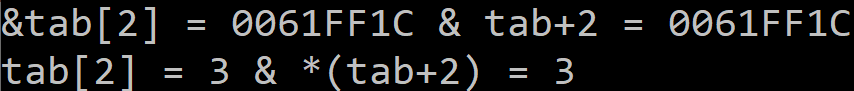 &tab[2] = 0061FF1C & tab+2 = 0061FF1C
tab[2] = 3 & *(tab+2) = 3